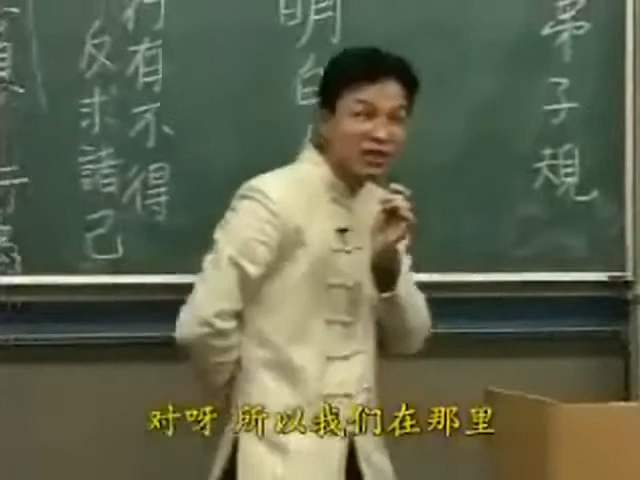 弟子規
明白
行有不得
反求諸己
对呀 所以我们在那里